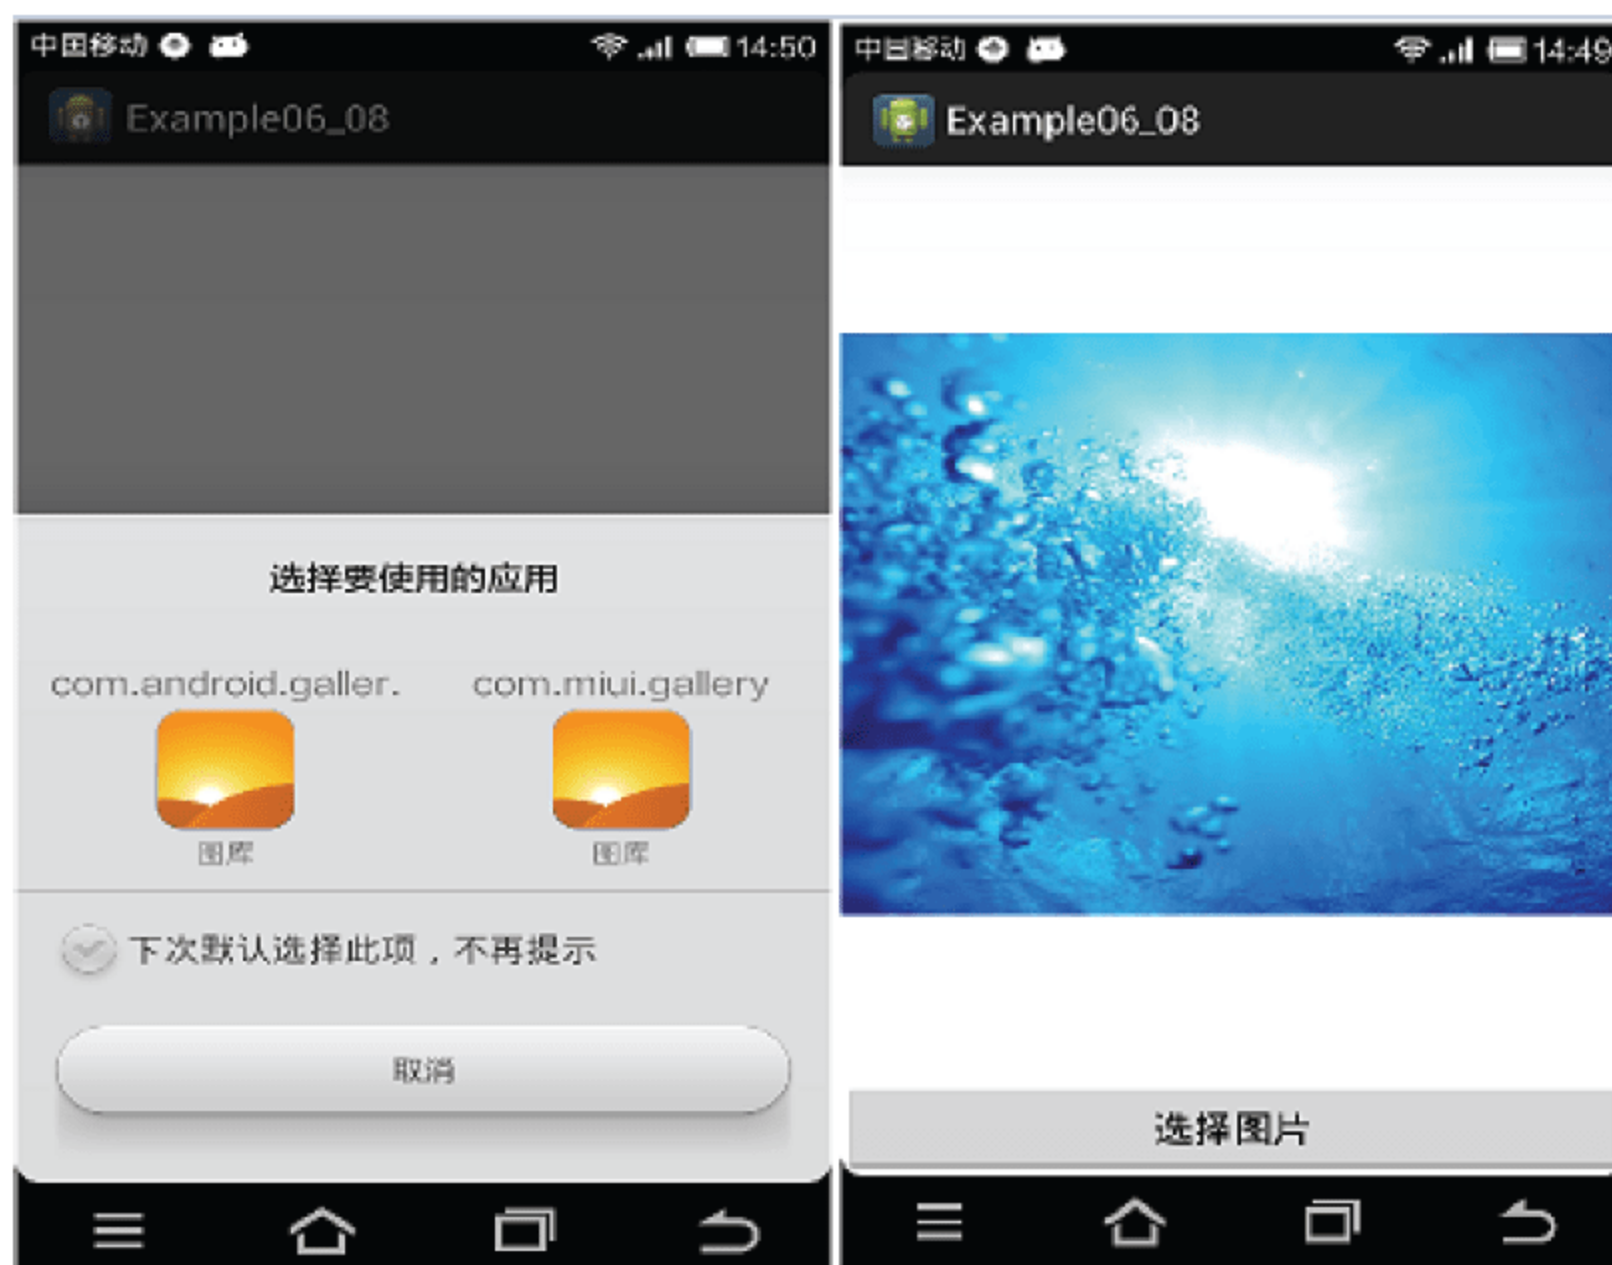 中国移动 14:50
Example06_08
选择要使用的应用
com.android.galler. com.miui.gallery
图库 图库
下次默认选择此项，不再提示
取消
中国移动 14:49
Example06_08
选择图片